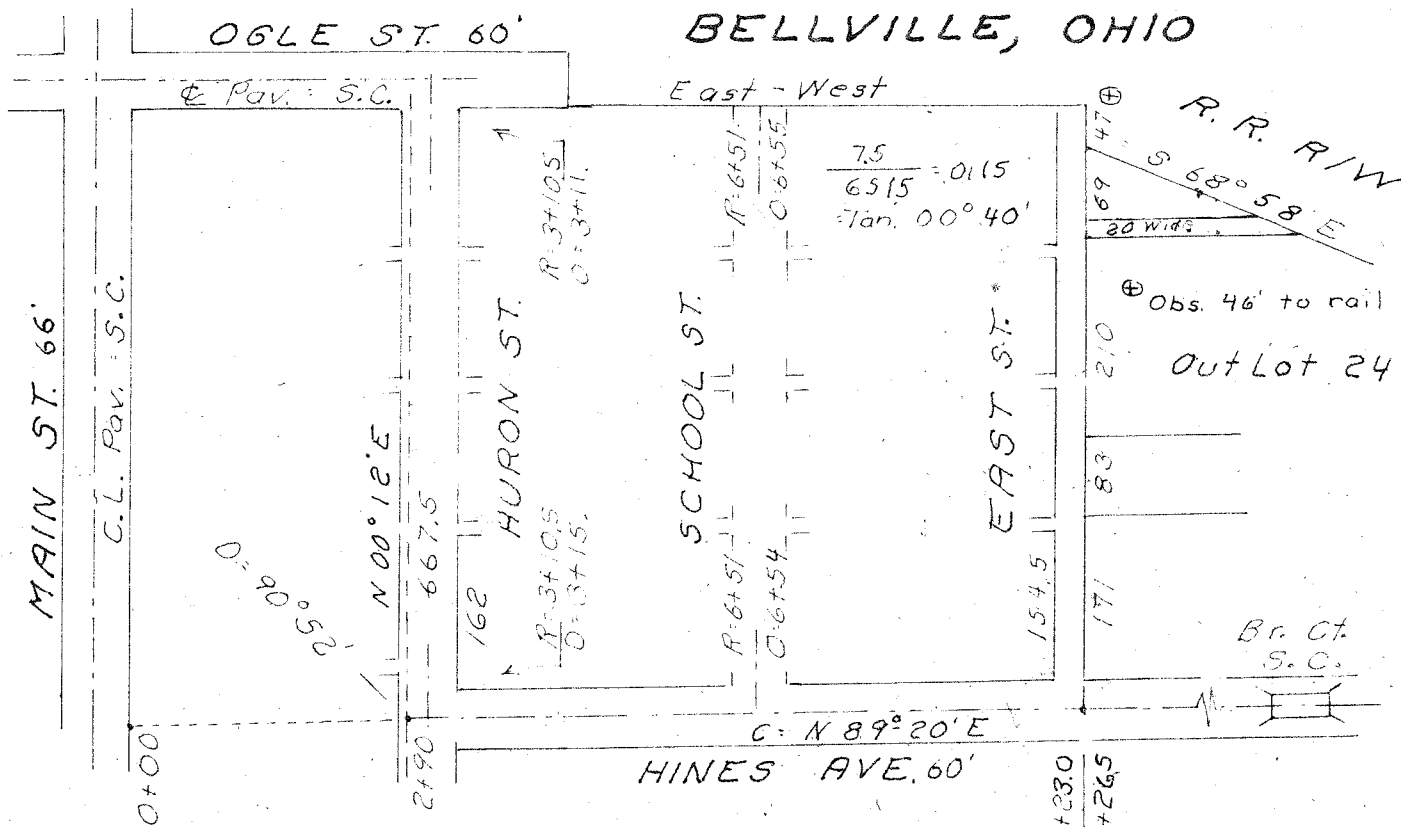 OGLE ST. 60'
BELLVILLE, OHIO
℄ Pav. = S.C.
East - West
R. R. R/W
47 ⊕
S 68° 58' E
69
20 Wide
R=3+10.5
O=3+11.
R=6+51
O=6+55
7.5
6515
=.0115
=Tan. 00° 40'
⊕ Obs. 46' to rail
210
Out Lot 24
MAIN ST. 66'
C.L. Pav. = S.C.
N 00° 12' E
667.5
HURON ST.
SCHOOL ST.
EAST ST.
83
D = 90° 52'
162
R=3+10.5
O=3+15.
R=6+51
O=6+54
154.5
171
Br. Ct.
S. C.
C = N 89° 20' E
HINES AVE. 60'
0+00
2+90
+23.0
+26.5